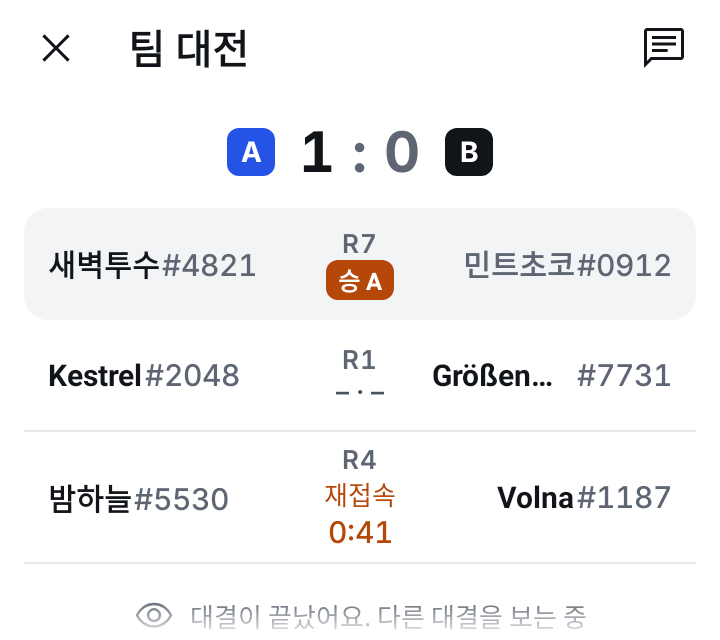 팀 대전
A 1 : 0 B
R7
새벽투수#4821 승 A 민트초코#0912
R1
Kestrel#2048 – · – Größen... #7731
R4
밤하늘#5530 재접속 Volna#1187
0:41
대결이 끝났어요. 다른 대결을 보는 중